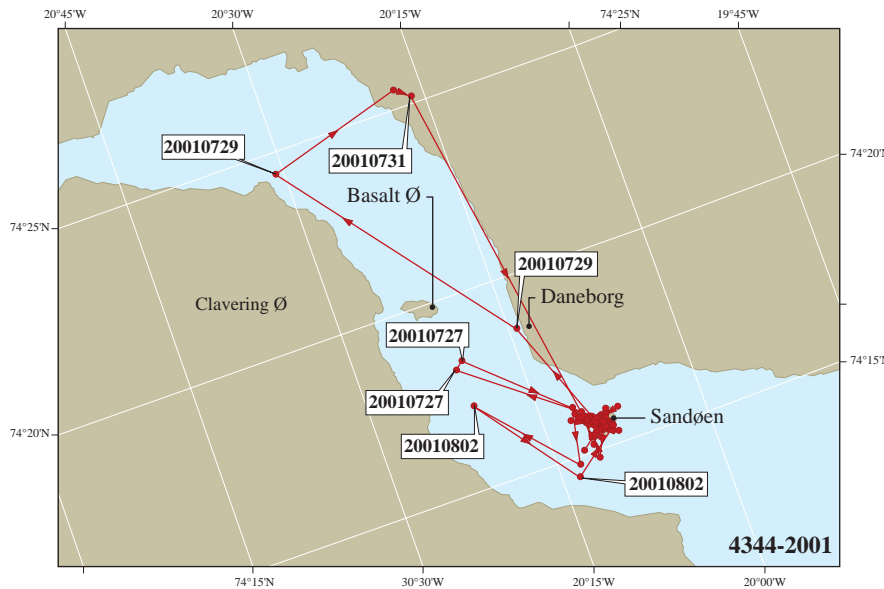 20°45'W
20°30'W
20°15'W
74°25'N
19°45'W
74°20'N
20010729
20010731
Basalt Ø
74°25'N
20010729
Clavering Ø
Daneborg
20010727
74°15'N
20010727
Sandøen
74°20'N
20010802
20010802
4344-2001
74°15'N
30°30'W
20°15'W
20°00'W